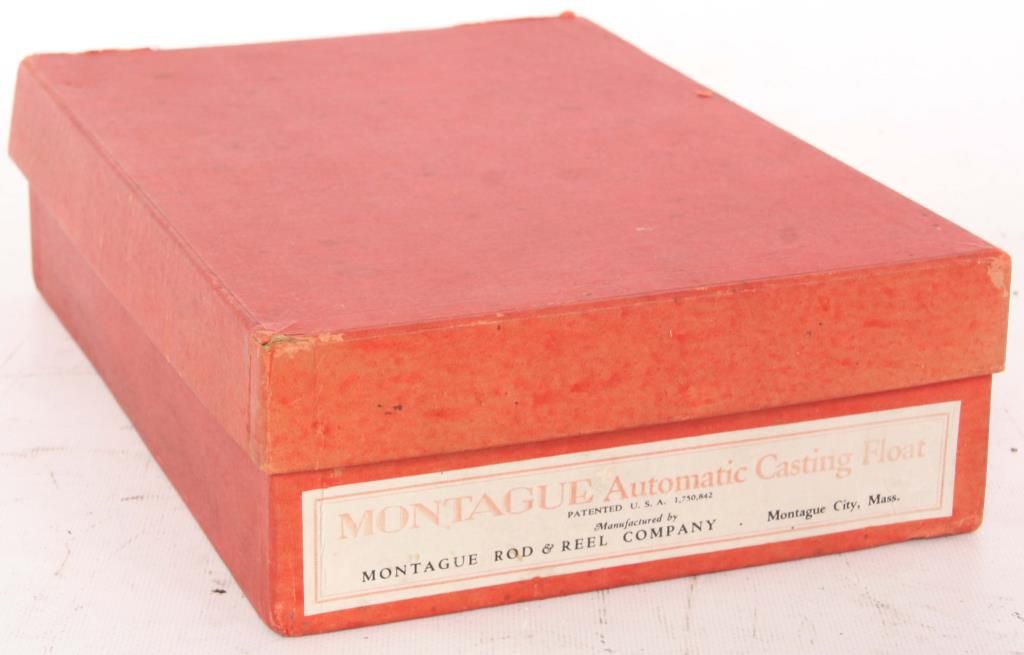 MONTAGUE Automatic Casting Float
PATENTED U. S. A. 1,750,842
Manufactured by
MONTAGUE ROD & REEL COMPANY · Montague City, Mass.